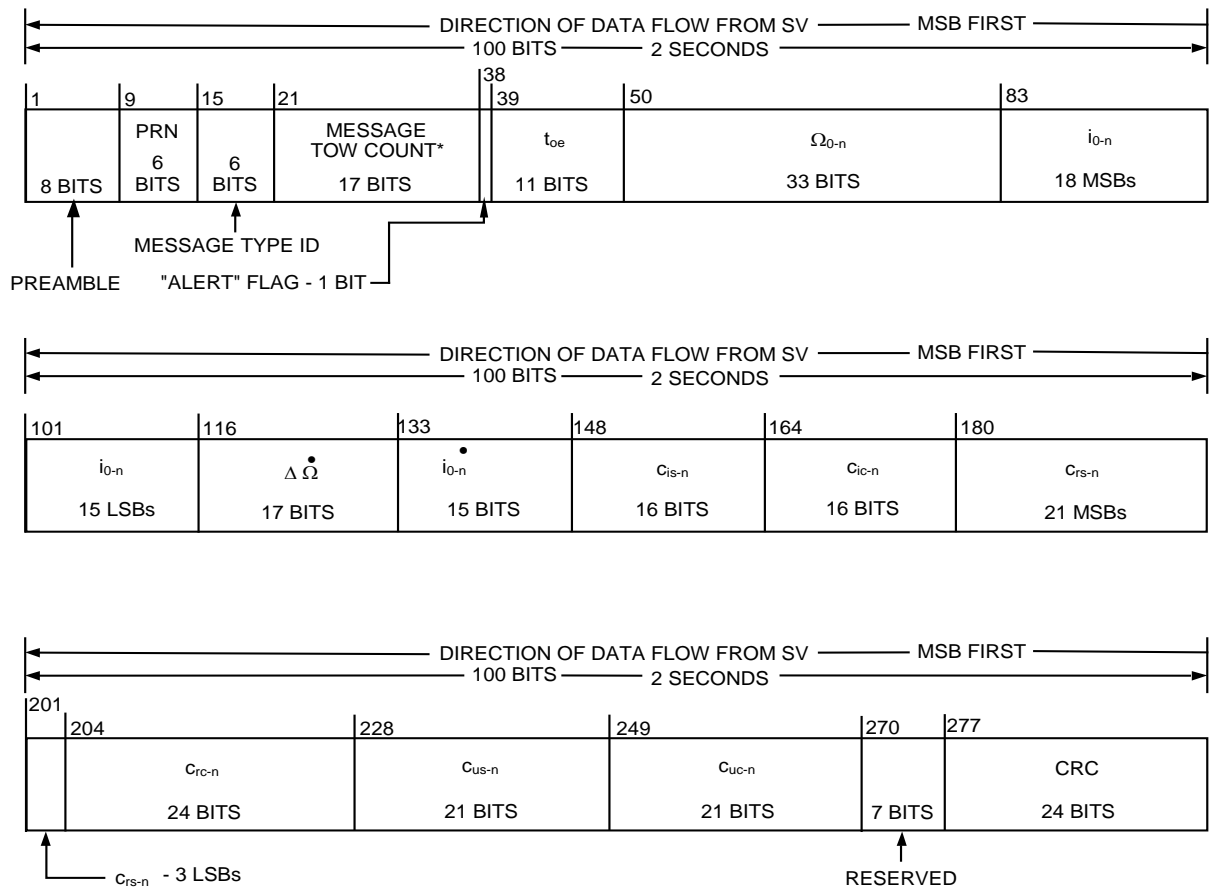 DIRECTION OF DATA FLOW FROM SV MSB FIRST
100 BITS 2 SECONDS
38
1 9 15 21 39 50 83
PRN MESSAGE
TOW COUNT* t_oe Ω_0-n i_0-n
6 6
8 BITS BITS BITS 17 BITS 11 BITS 33 BITS 18 MSBs
MESSAGE TYPE ID
PREAMBLE "ALERT" FLAG - 1 BIT
DIRECTION OF DATA FLOW FROM SV MSB FIRST
100 BITS 2 SECONDS
101 116 133 148 164 180
i_0-n Δ Ω̇ i̇_0-n c_is-n c_ic-n c_rs-n
15 LSBs 17 BITS 15 BITS 16 BITS 16 BITS 21 MSBs
DIRECTION OF DATA FLOW FROM SV MSB FIRST
100 BITS 2 SECONDS
201
204 228 249 270 277
c_rc-n c_us-n c_uc-n CRC
24 BITS 21 BITS 21 BITS 7 BITS 24 BITS
c_rs-n - 3 LSBs RESERVED